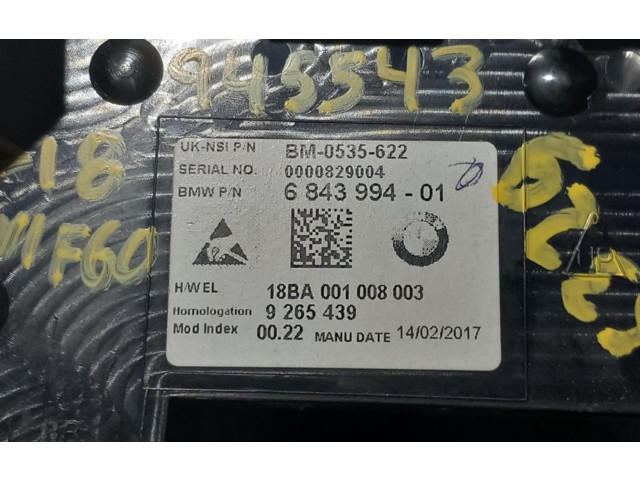 945543
UK-NSI P/N BM-0535-622
SERIAL NO. 0000829004
BMW P/N 6 843 994 - 01
H/W EL 18BA 001 008 003
Homologation 9 265 439
Mod Index 00.22 MANU DATE 14/02/2017
-18
F60